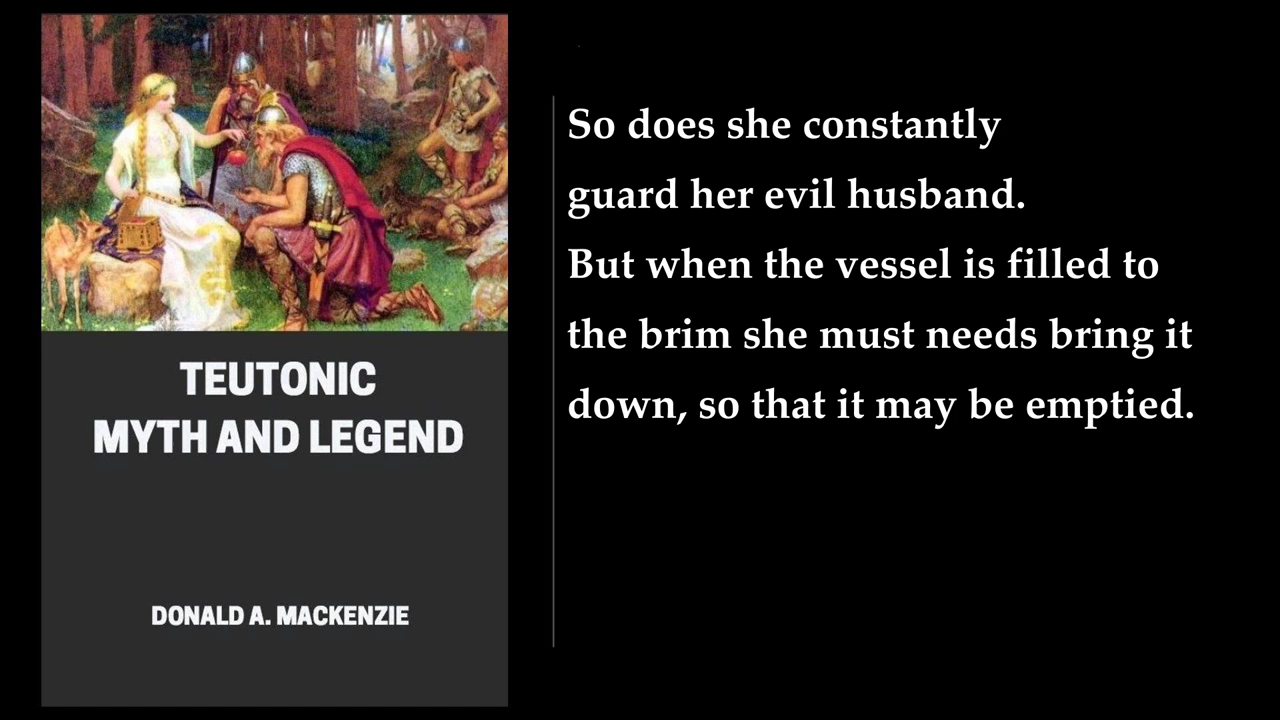 TEUTONIC
MYTH AND LEGEND
DONALD A. MACKENZIE
So does she constantly
guard her evil husband.
But when the vessel is filled to
the brim she must needs bring it
down, so that it may be emptied.